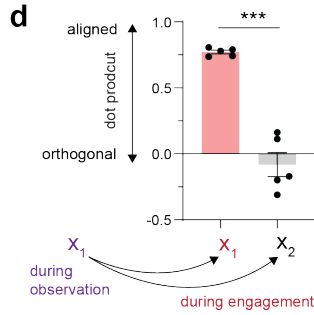 d
aligned
dot prodcut
orthogonal
***
1.0
0.5
0.0
-0.5
x₁
x₁
x₂
during
observation
during engagement